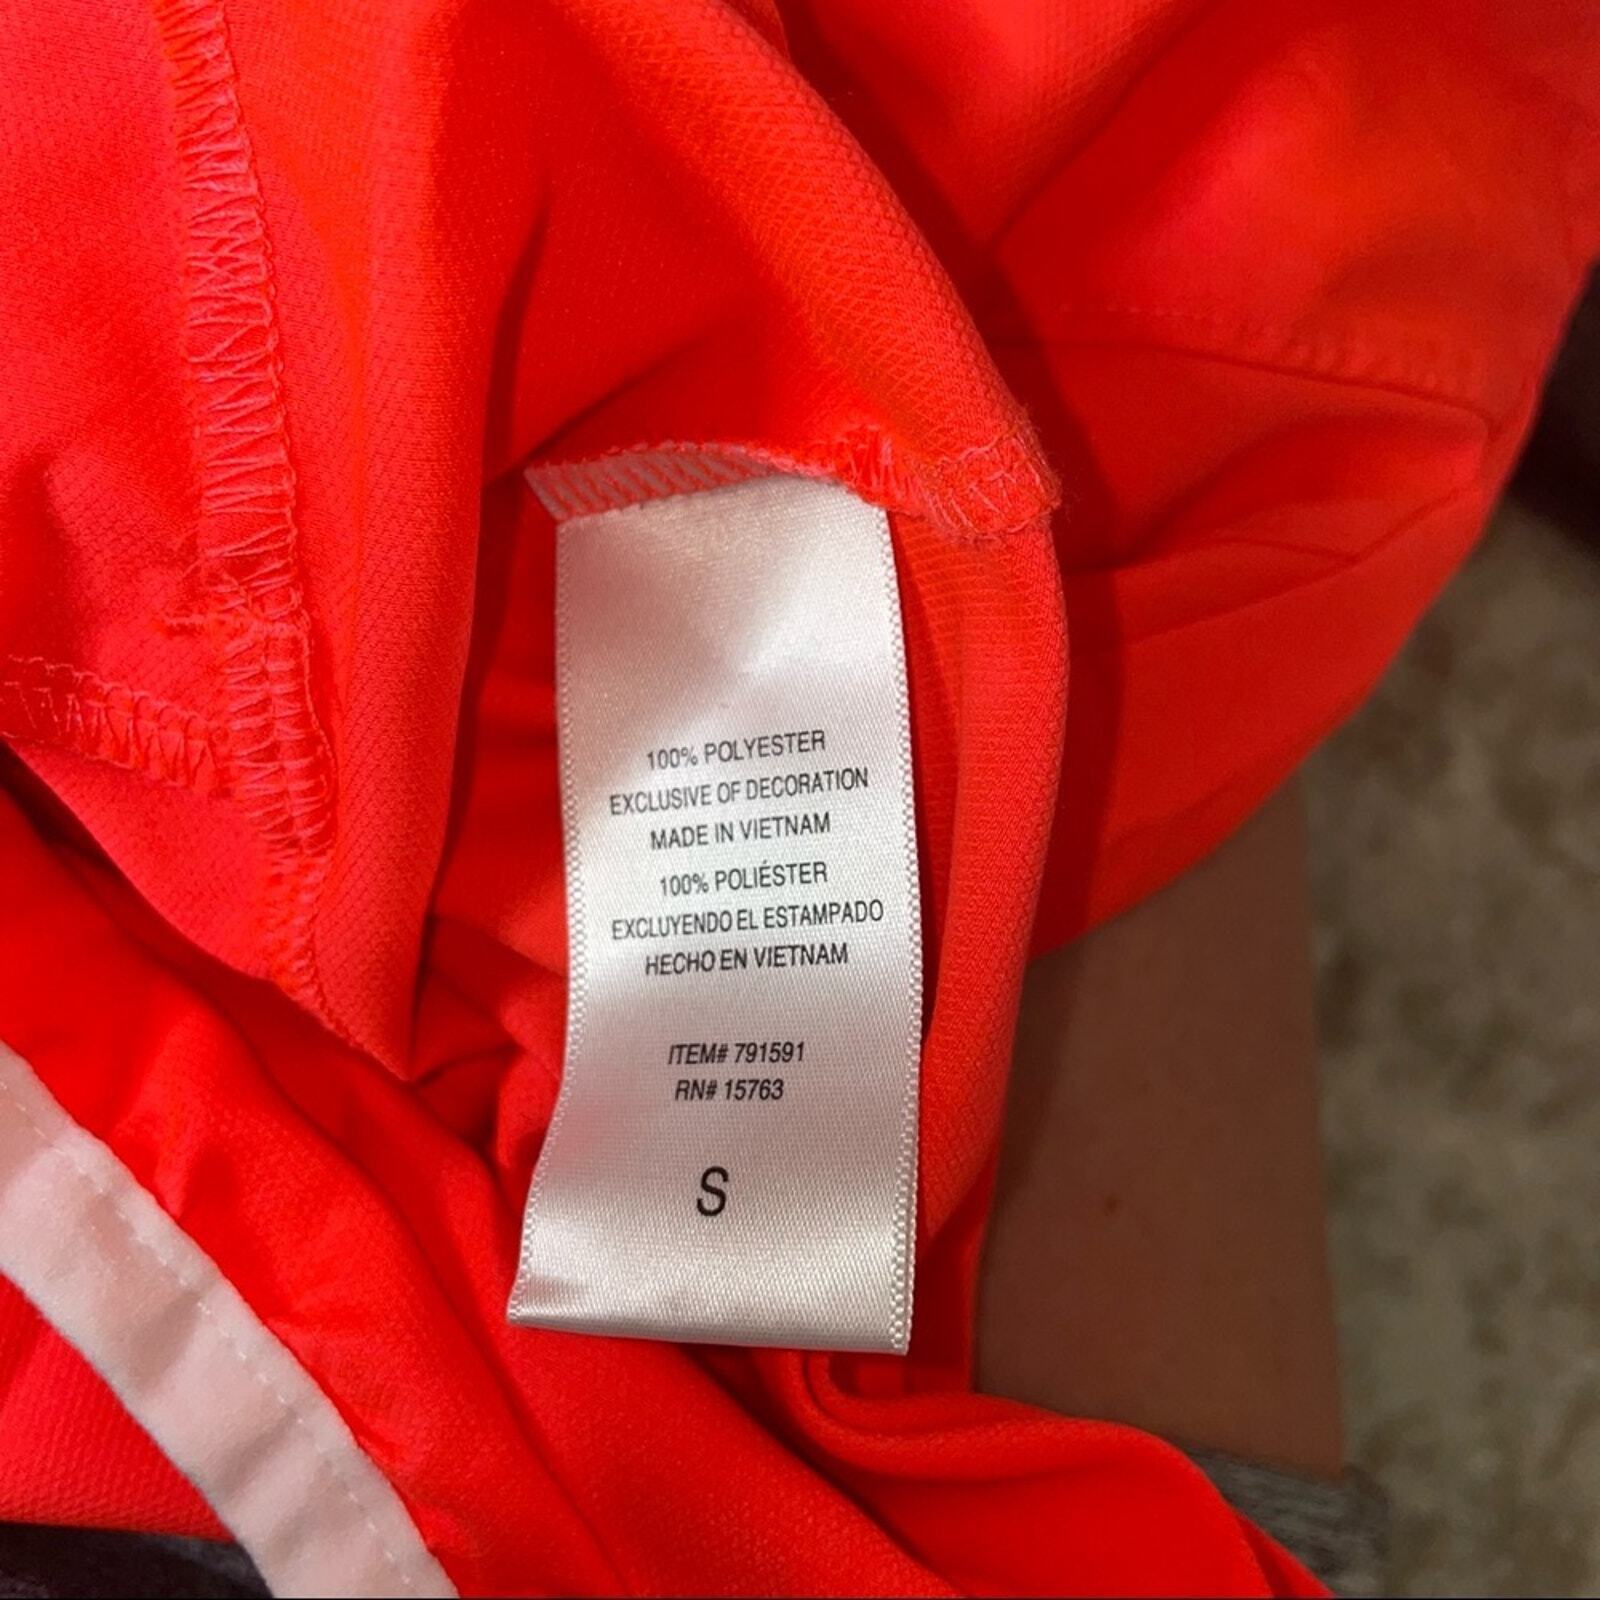 100% POLYESTER
EXCLUSIVE OF DECORATION
MADE IN VIETNAM
100% POLIÉSTER
EXCLUYENDO EL ESTAMPADO
HECHO EN VIETNAM
ITEM# 791591
RN# 15763
S